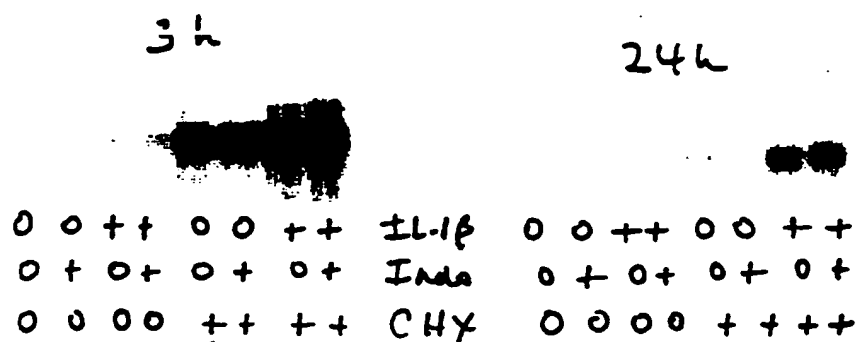 3h 24h
0 0 + + 0 0 + + IL-1β 0 0 + + 0 0 + +
0 + 0 + 0 + 0 + Indo 0 + 0 + 0 + 0 +
0 0 0 0 + + + + CHX 0 0 0 0 + + + +